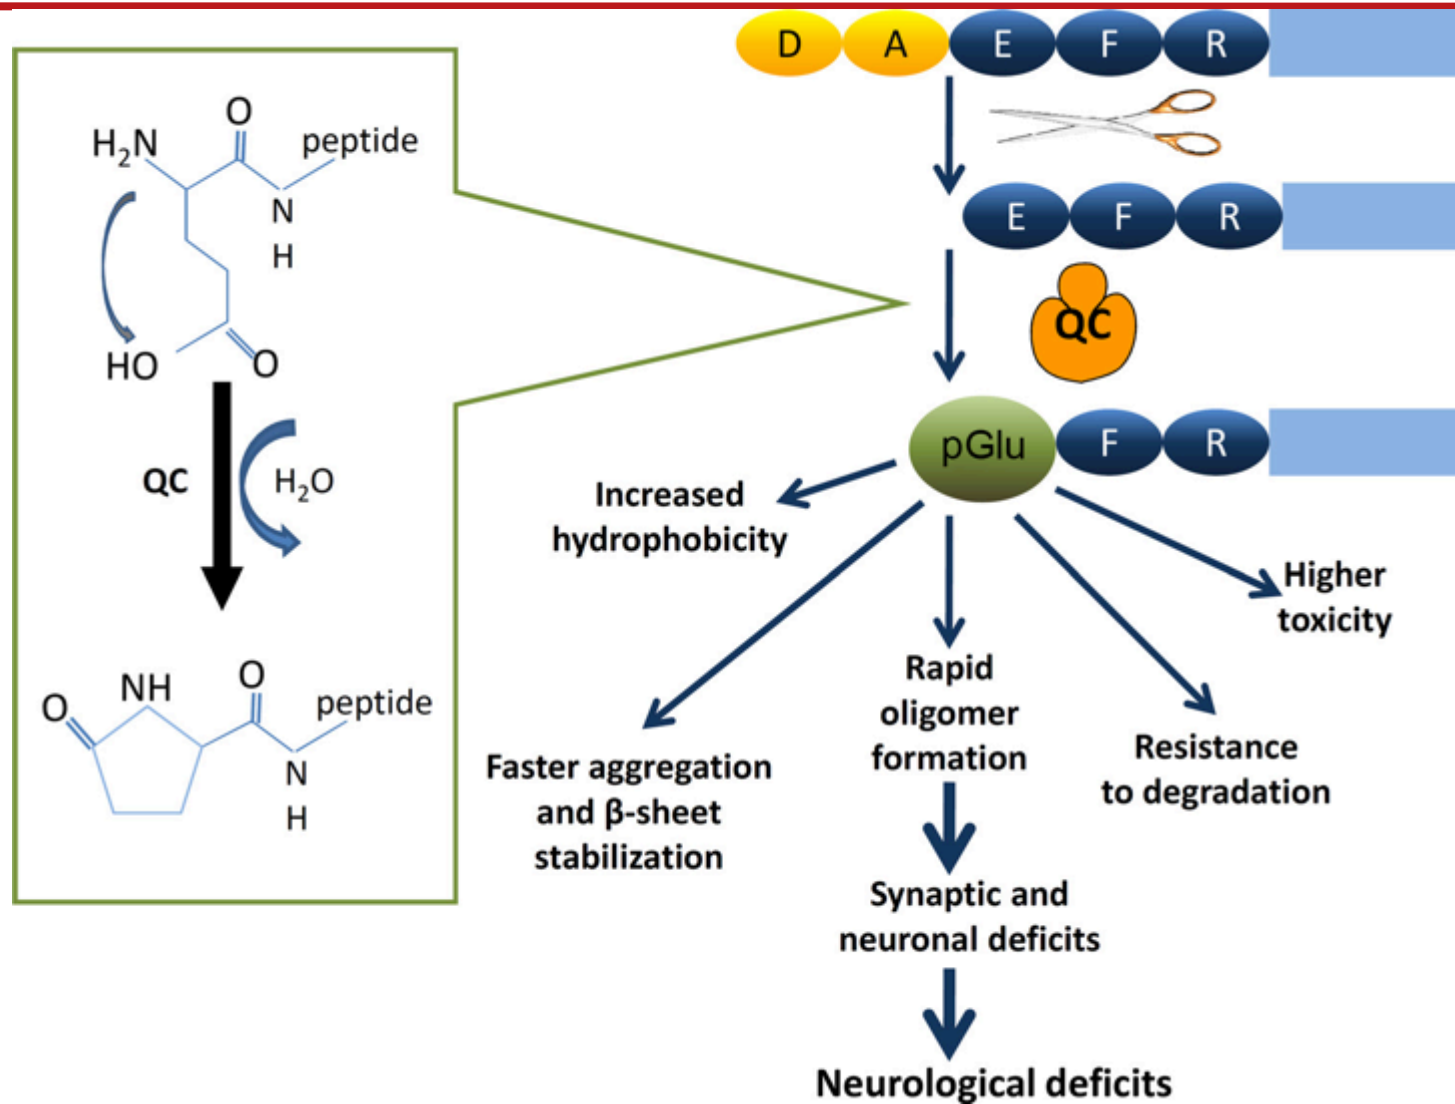 D A E F R
E F R
QC
pGlu F R
H₂N
O
peptide
N
H
HO
O
QC
H₂O
O
NH
O
peptide
N
H
Increased
hydrophobicity
Faster aggregation
and β-sheet
stabilization
Rapid
oligomer
formation
Resistance
to degradation
Higher
toxicity
Synaptic and
neuronal deficits
Neurological deficits